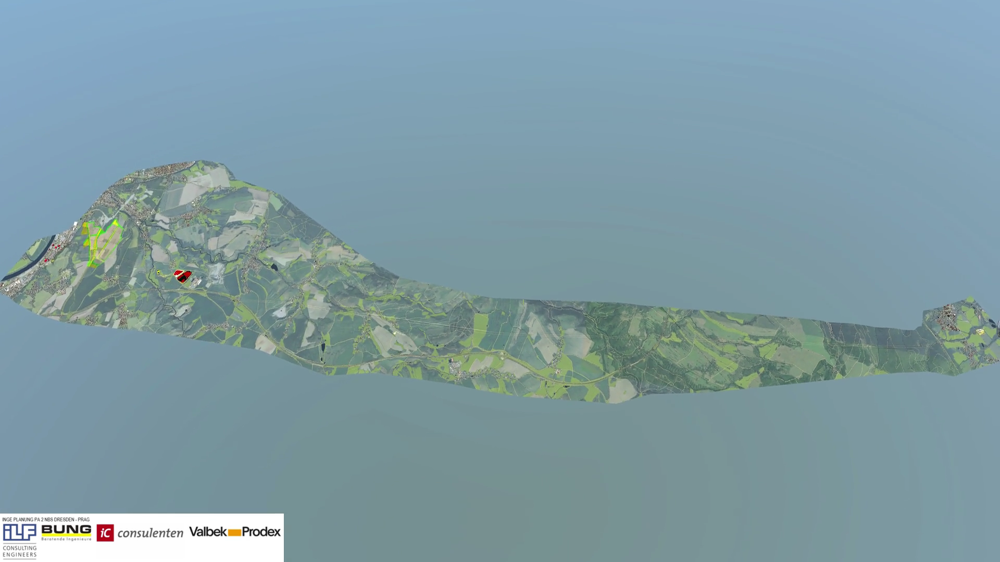 INGE PLANUNG PA 2 NBS DRESDEN - PRAG
iLF
CONSULTING
ENGINEERS
BUNG
Beratende Ingenieure
iC consulenten
Valbek Prodex